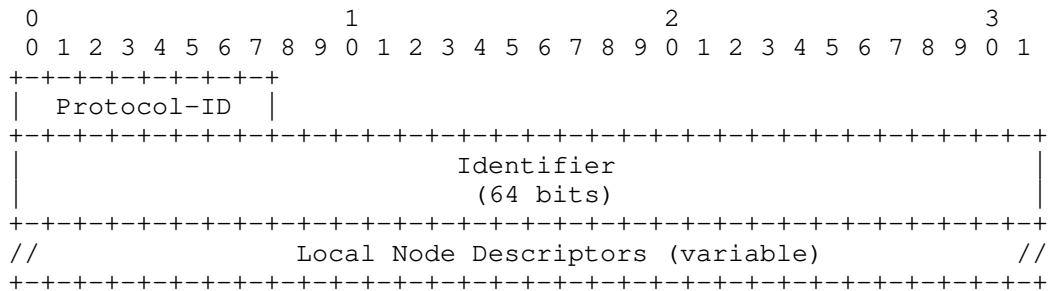 0                   1                   2                   3
 0 1 2 3 4 5 6 7 8 9 0 1 2 3 4 5 6 7 8 9 0 1 2 3 4 5 6 7 8 9 0 1
+-+-+-+-+-+-+-+-+
|  Protocol-ID  |
+-+-+-+-+-+-+-+-+-+-+-+-+-+-+-+-+-+-+-+-+-+-+-+-+-+-+-+-+-+-+-+-+
|                           Identifier                          |
|                            (64 bits)                          |
+-+-+-+-+-+-+-+-+-+-+-+-+-+-+-+-+-+-+-+-+-+-+-+-+-+-+-+-+-+-+-+-+
//                Local Node Descriptors (variable)            //
+-+-+-+-+-+-+-+-+-+-+-+-+-+-+-+-+-+-+-+-+-+-+-+-+-+-+-+-+-+-+-+-+